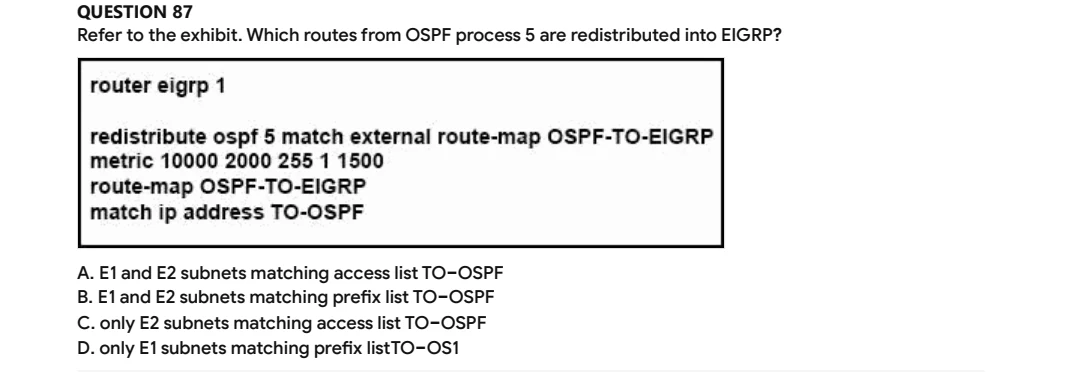 QUESTION 87
Refer to the exhibit. Which routes from OSPF process 5 are redistributed into EIGRP?
router eigrp 1
redistribute ospf 5 match external route-map OSPF-TO-EIGRP
metric 10000 2000 255 1 1500
route-map OSPF-TO-EIGRP
match ip address TO-OSPF
A. E1 and E2 subnets matching access list TO-OSPF
B. E1 and E2 subnets matching prefix list TO-OSPF
C. only E2 subnets matching access list TO-OSPF
D. only E1 subnets matching prefix listTO-OS1